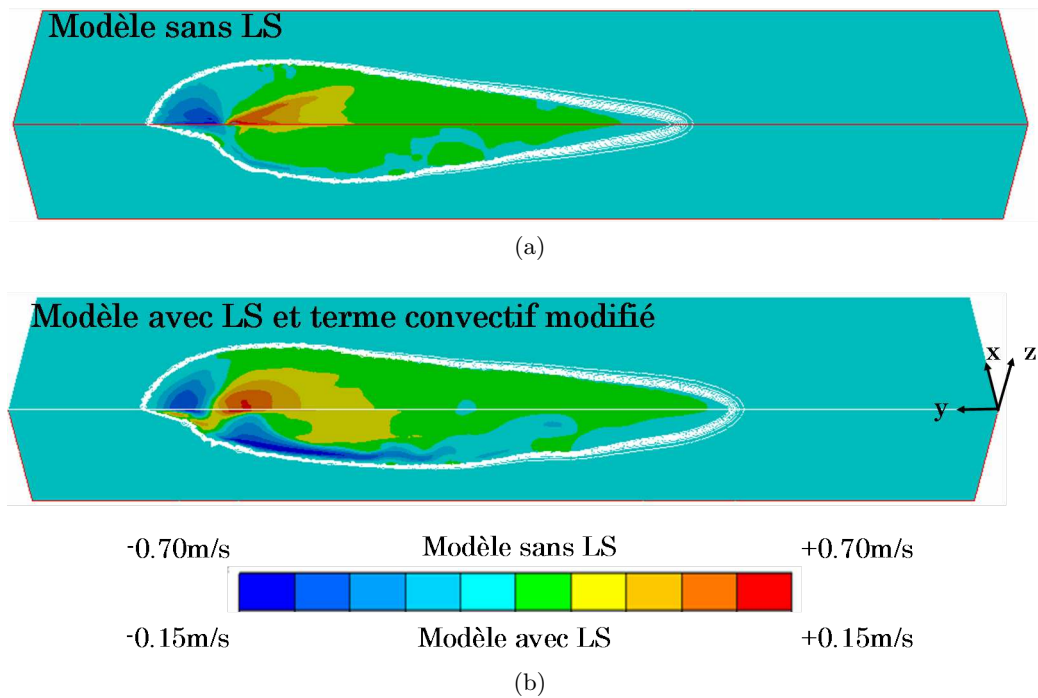 Modèle sans LS
(a)
Modèle avec LS et terme convectif modifié
x z
y
-0.70m/s Modèle sans LS +0.70m/s
-0.15m/s Modèle avec LS +0.15m/s
(b)